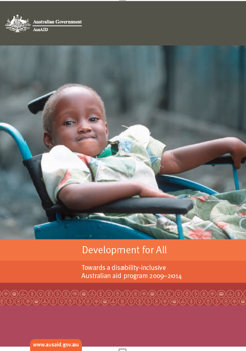 Australian Government
AusAID
Development for All
Towards a disability-inclusive
Australian aid program 2009–2014
www.ausaid.gov.au